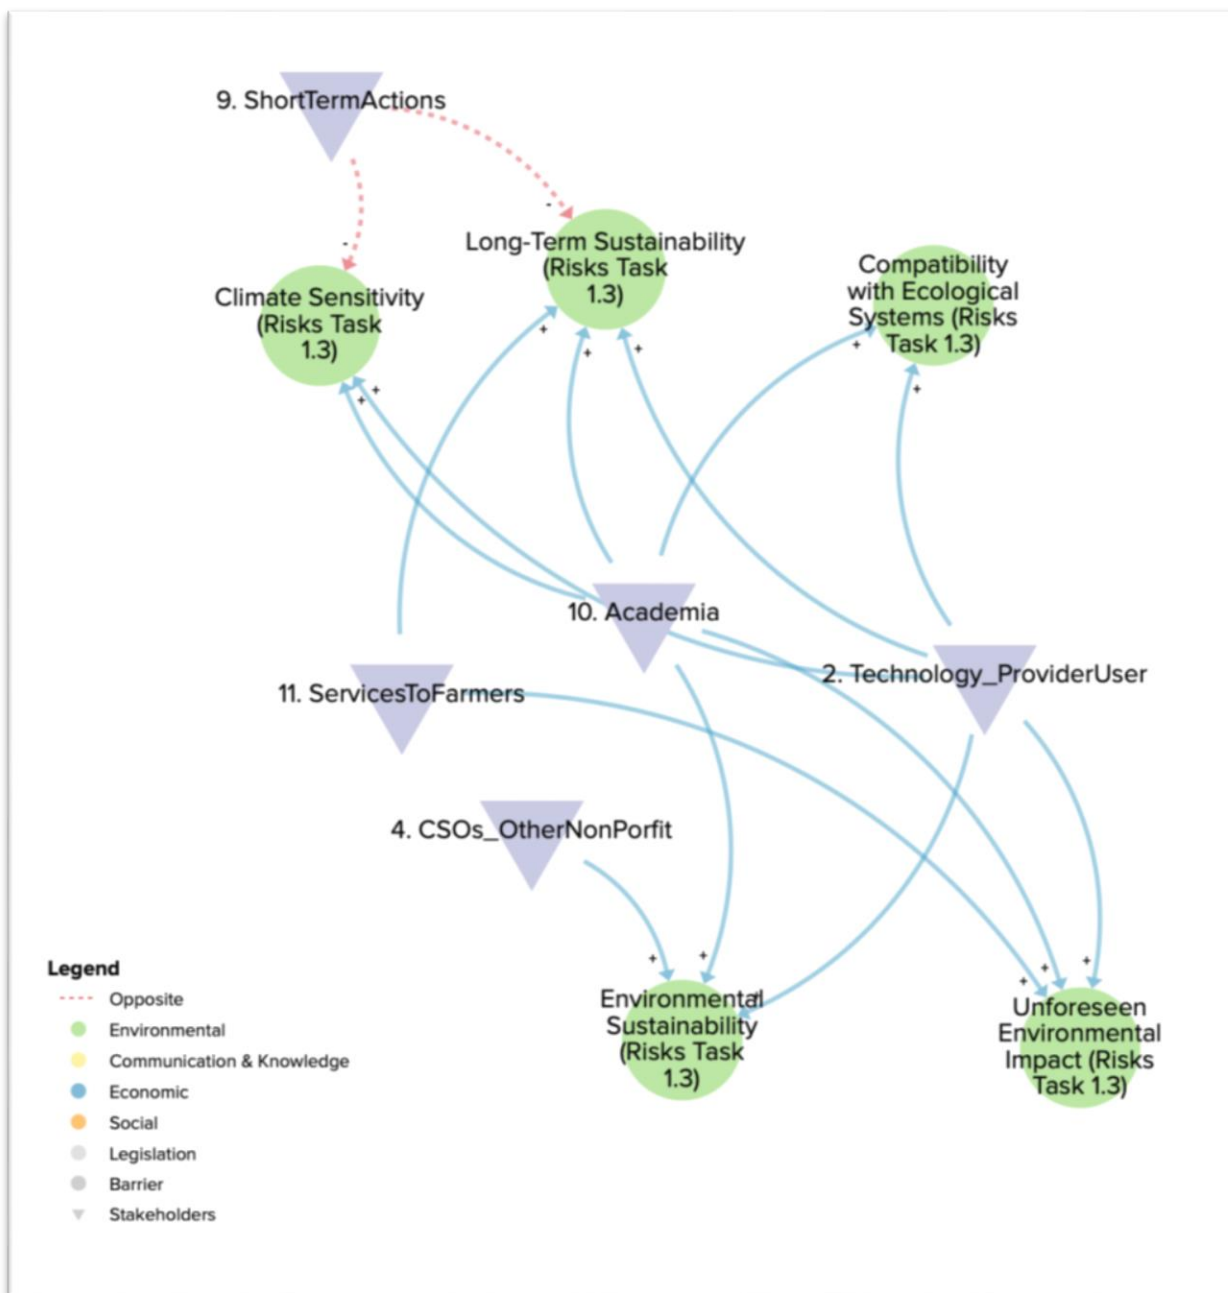 9. ShortTermActions
-
-
Long-Term Sustainability
(Risks Task
1.3)
Compatibility
with Ecological
Systems (Risks
Task 1.3)
Climate Sensitivity
(Risks Task
1.3)
+
+
+
+
+
+
+
10. Academia
2. Technology_ProviderUser
11. ServicesToFarmers
4. CSOs_OtherNonPorfit
+
+
+
+
+
+
Environmental
Sustainability
(Risks Task
1.3)
Unforeseen
Environmental
Impact (Risks
Task 1.3)
Legend
Opposite
Environmental
Communication & Knowledge
Economic
Social
Legislation
Barrier
Stakeholders